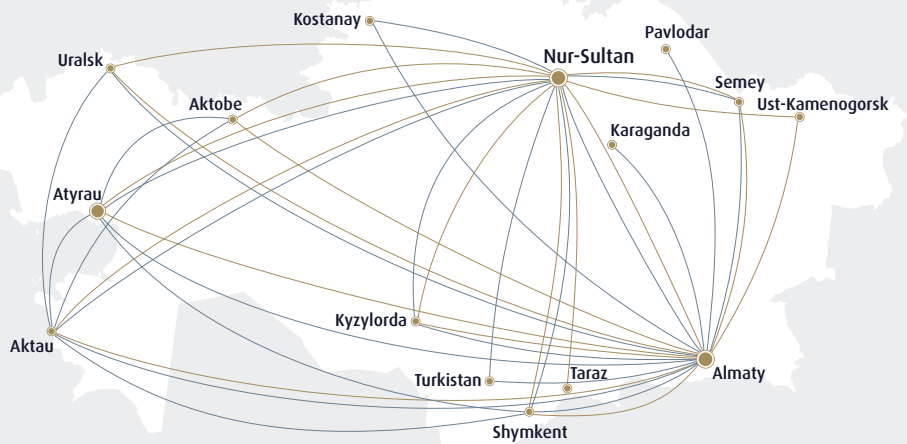 Kostanay
Pavlodar
Nur-Sultan
Uralsk
Semey
Aktobe
Ust-Kamenogorsk
Karaganda
Atyrau
Kyzylorda
Aktau
Taraz
Almaty
Turkistan
Shymkent